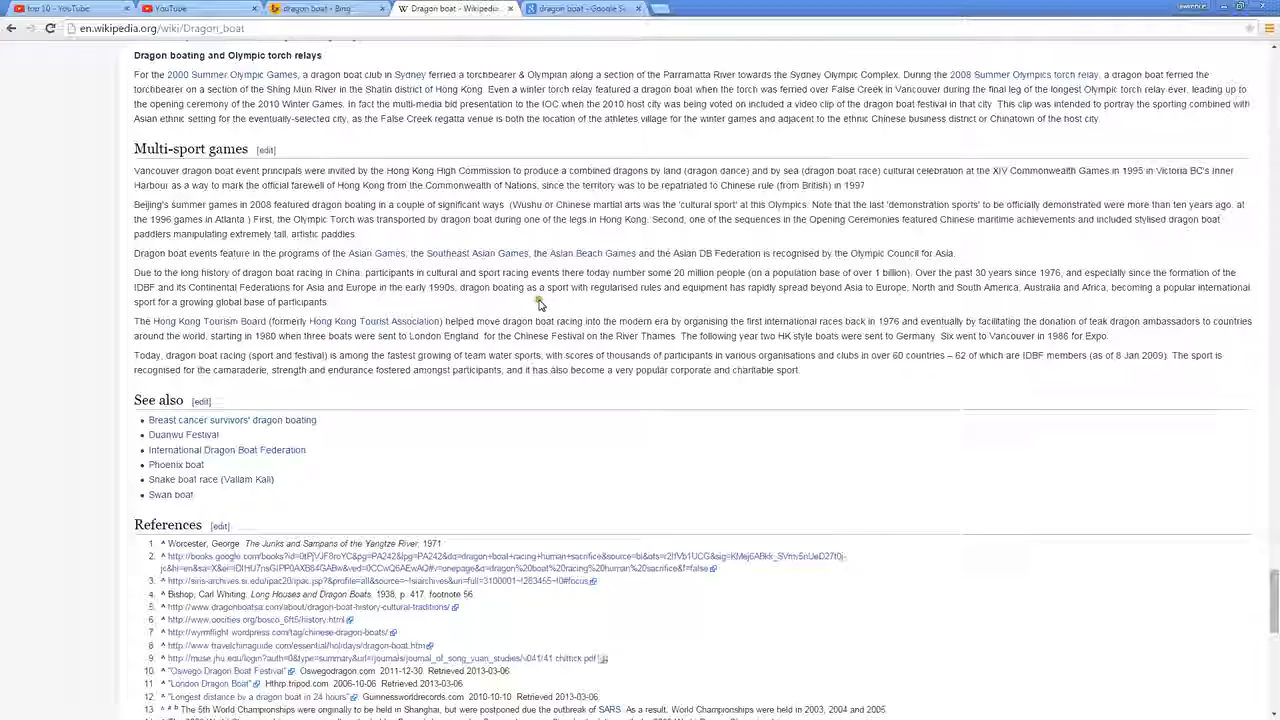 top 10 - YouTube
YouTube
dragon boat - Bing
Dragon boat - Wikipedia
dragon boat - Google Se
en.wikipedia.org/wiki/Dragon_boat
Dragon boating and Olympic torch relays
For the 2000 Summer Olympic Games, a dragon boat club in Sydney ferried a torchbearer & Olympian along a section of the Parramatta River towards the Sydney Olympic Complex. During the 2008 Summer Olympics torch relay, a dragon boat ferried the
torchbearer on a section of the Shing Mun River in the Shatin district of Hong Kong. Even a winter torch relay featured a dragon boat when the torch was ferried over False Creek in Vancouver during the final leg of the longest Olympic torch relay ever, leading up to
the opening ceremony of the 2010 Winter Games. In fact the multi-media bid presentation to the IOC when the 2010 host city was being voted on included a video clip of the dragon boat festival in that city. This clip was intended to portray the sporting combined with
Asian ethnic setting for the eventually-selected city, as the False Creek regatta venue is both the location of the athletes village for the winter games and adjacent to the ethnic Chinese business district or Chinatown of the host city.
Multi-sport games [edit]
Vancouver dragon boat event principals were invited by the Hong Kong High Commission to produce a combined dragons by land (dragon dance) and by sea (dragon boat race) cultural celebration at the XIV Commonwealth Games in 1995 in Victoria BC's Inner
Harbour as a way to mark the official farewell of Hong Kong from the Commonwealth of Nations, since the territory was to be repatriated to Chinese rule (from British) in 1997
Beijing's summer games in 2008 featured dragon boating in a couple of significant ways. (Wushu or Chinese martial arts was the 'cultural sport' at this Olympics. Note that the last 'demonstration sports' to be officially demonstrated were more than ten years ago, at
the 1996 games in Atlanta.) First, the Olympic Torch was transported by dragon boat during one of the legs in Hong Kong. Second, one of the sequences in the Opening Ceremonies featured Chinese maritime achievements and included stylised dragon boat
paddlers manipulating extremely tall, artistic paddles.
Dragon boat events feature in the programs of the Asian Games, the Southeast Asian Games, the Asian Beach Games and the Asian DB Federation is recognised by the Olympic Council for Asia.
Due to the long history of dragon boat racing in China, participants in cultural and sport racing events there today number some 20 million people (on a population base of over 1 billion). Over the past 30 years since 1976, and especially since the formation of the
IDBF and its Continental Federations for Asia and Europe in the early 1990s, dragon boating as a sport with regularised rules and equipment has rapidly spread beyond Asia to Europe, North and South America, Australia and Africa, becoming a popular international
sport for a growing global base of participants.
The Hong Kong Tourism Board (formerly Hong Kong Tourist Association) helped move dragon boat racing into the modern era by organising the first international races back in 1976 and eventually by facilitating the donation of teak dragon ambassadors to countries
around the world, starting in 1980 when three boats were sent to London England for the Chinese Festival on the River Thames. The following year two HK style boats were sent to Germany. Six went to Vancouver in 1986 for Expo.
Today, dragon boat racing (sport and festival) is among the fastest growing of team water sports, with scores of thousands of participants in various organisations and clubs in over 60 countries – 62 of which are IDBF members (as of 8 Jan 2009). The sport is
recognised for the camaraderie, strength and endurance fostered amongst participants, and it has also become a very popular corporate and charitable sport.
See also [edit]
Breast cancer survivors' dragon boating
Duanwu Festival
International Dragon Boat Federation
Phoenix boat
Snake boat race (Vallam Kali)
Swan boat
References [edit]
1. ^ Worcester, George. The Junks and Sampans of the Yangtze River, 1971
2. ^
3. ^
4. ^ Bishop, Carl Whiting. Long Houses and Dragon Boats. 1938, p. 417, footnote 56.
5. ^ http://www.dragonboatsa.com/about/dragon-boat-history-cultural-traditions/
6. ^
7. ^ http://wyrmflight.wordpress.com/tag/chinese-dragon-boats/
8. ^ http://www.travelchinaguide.com/essential/holidays/dragon-boat.htm
9. ^
10. ^ "Oswego Dragon Boat Festival". Oswegodragon.com. 2011-12-30. Retrieved 2013-03-06.
11. ^ "London Dragon Boat". Hthrp.tripod.com. 2006-10-06. Retrieved 2013-03-06.
12. ^ "Longest distance by a dragon boat in 24 hours". Guinnessworldrecords.com. 2010-10-10. Retrieved 2013-03-06.
13. ^ a b The 5th World Championships were originally to be held in Shanghai, but were postponed due to the outbreak of SARS. As a result, World Championships were held in 2003, 2004 and 2005.